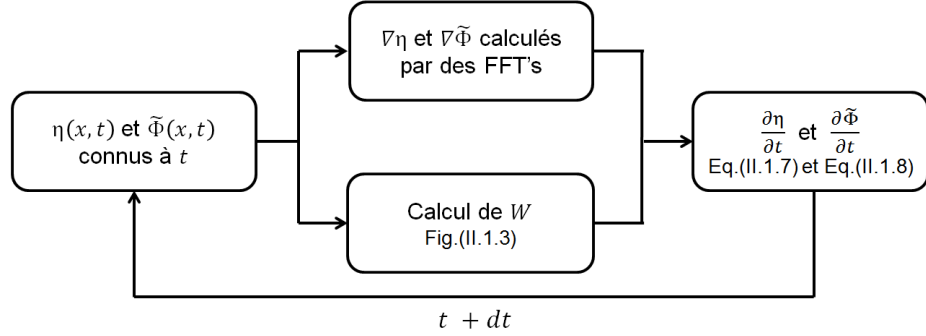 ∇η et ∇Φ̃ calculés
par des FFT's
η(x, t) et Φ̃(x, t)
connus à t
∂η/∂t et ∂Φ̃/∂t
Eq.(II.1.7) et Eq.(II.1.8)
Calcul de W
Fig.(II.1.3)
t + dt